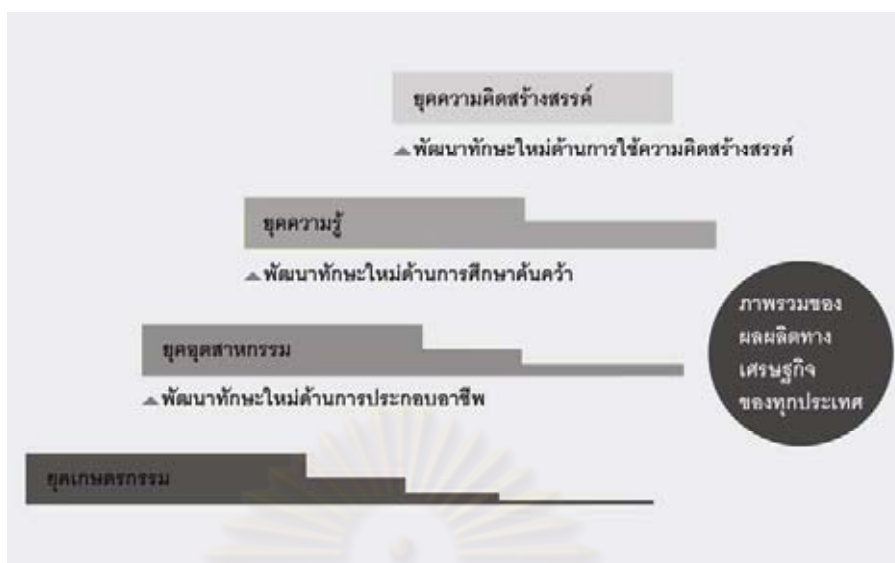 ยุคความคิดสร้างสรรค์
พัฒนาทักษะใหม่ด้านการใช้ความคิดสร้างสรรค์
ยุคความรู้
พัฒนาทักษะใหม่ด้านการศึกษาค้นคว้า
ภาพรวมของ
ผลผลิตทาง
เศรษฐกิจ
ของทุกประเทศ
ยุคอุตสาหกรรม
พัฒนาทักษะใหม่ด้านการประกอบอาชีพ
ยุคเกษตรกรรม